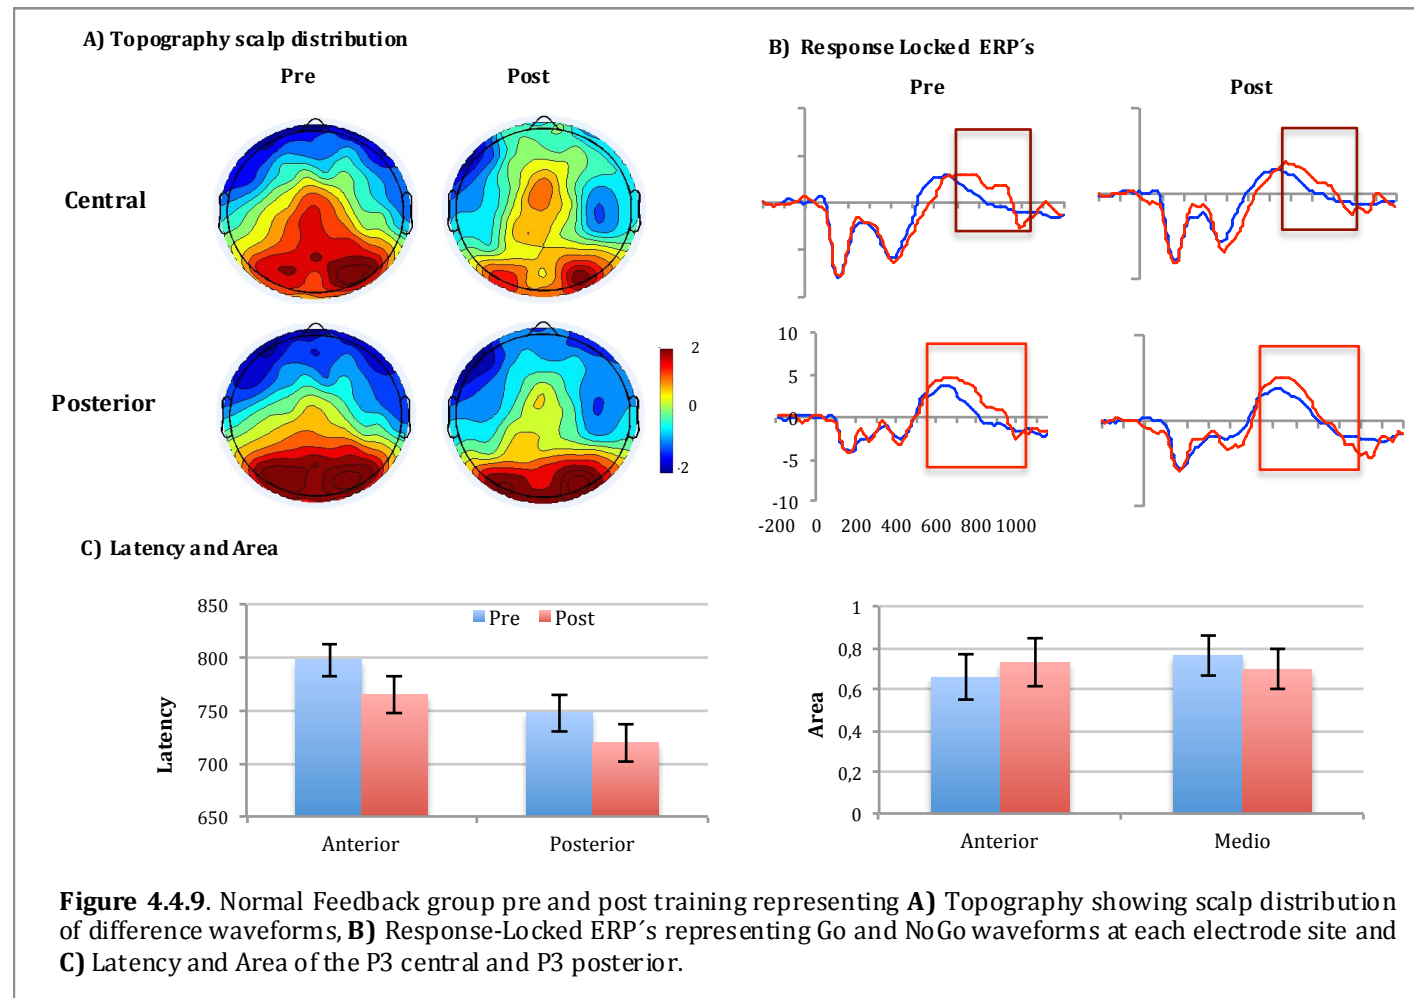 A) Topography scalp distribution
Pre
Post
Central
Posterior
2
0
-2
B) Response Locked ERP´s
Pre
Post
10
5
0
-5
-10
-200 0 200 400 600 800 1000
C) Latency and Area
850
800
750
700
650
Latency
Pre Post
Anterior Posterior
1
0,8
0,6
0,4
0,2
0
Area
Anterior Medio
Figure 4.4.9. Normal Feedback group pre and post training representing A) Topography showing scalp distribution
of difference waveforms, B) Response-Locked ERP´s representing Go and NoGo waveforms at each electrode site and
C) Latency and Area of the P3 central and P3 posterior.